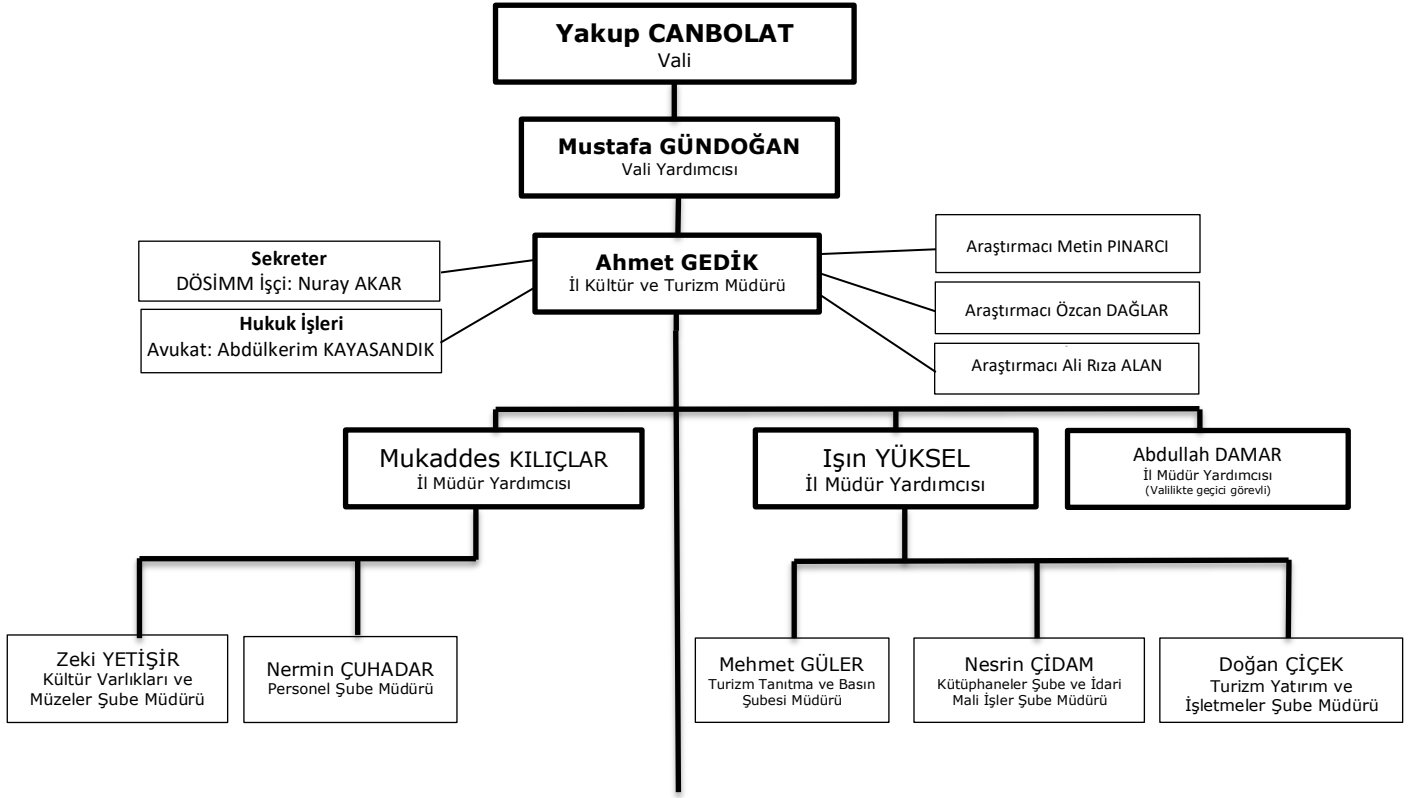 Yakup CANBOLAT
Vali
Mustafa GÜNDOĞAN
Vali Yardımcısı
Ahmet GEDİK
İl Kültür ve Turizm Müdürü
Sekreter
DÖSİMM İşçi: Nuray AKAR
Hukuk İşleri
Avukat: Abdülkerim KAYASANDIK
Araştırmacı Metin PINARCI
Araştırmacı Özcan DAĞLAR
Araştırmacı Ali Rıza ALAN
Mukaddes KILIÇLAR
İl Müdür Yardımcısı
Işın YÜKSEL
İl Müdür Yardımcısı
Abdullah DAMAR
İl Müdür Yardımcısı
(Valilikte geçici görevli)
Zeki YETİŞİR
Kültür Varlıkları ve
Müzeler Şube Müdürü
Nermin ÇUHADAR
Personel Şube Müdürü
Mehmet GÜLER
Turizm Tanıtma ve Basın
Şubesi Müdürü
Nesrin ÇİDAM
Kütüphaneler Şube ve İdari
Mali İşler Şube Müdürü
Doğan ÇİÇEK
Turizm Yatırım ve
İşletmeler Şube Müdürü